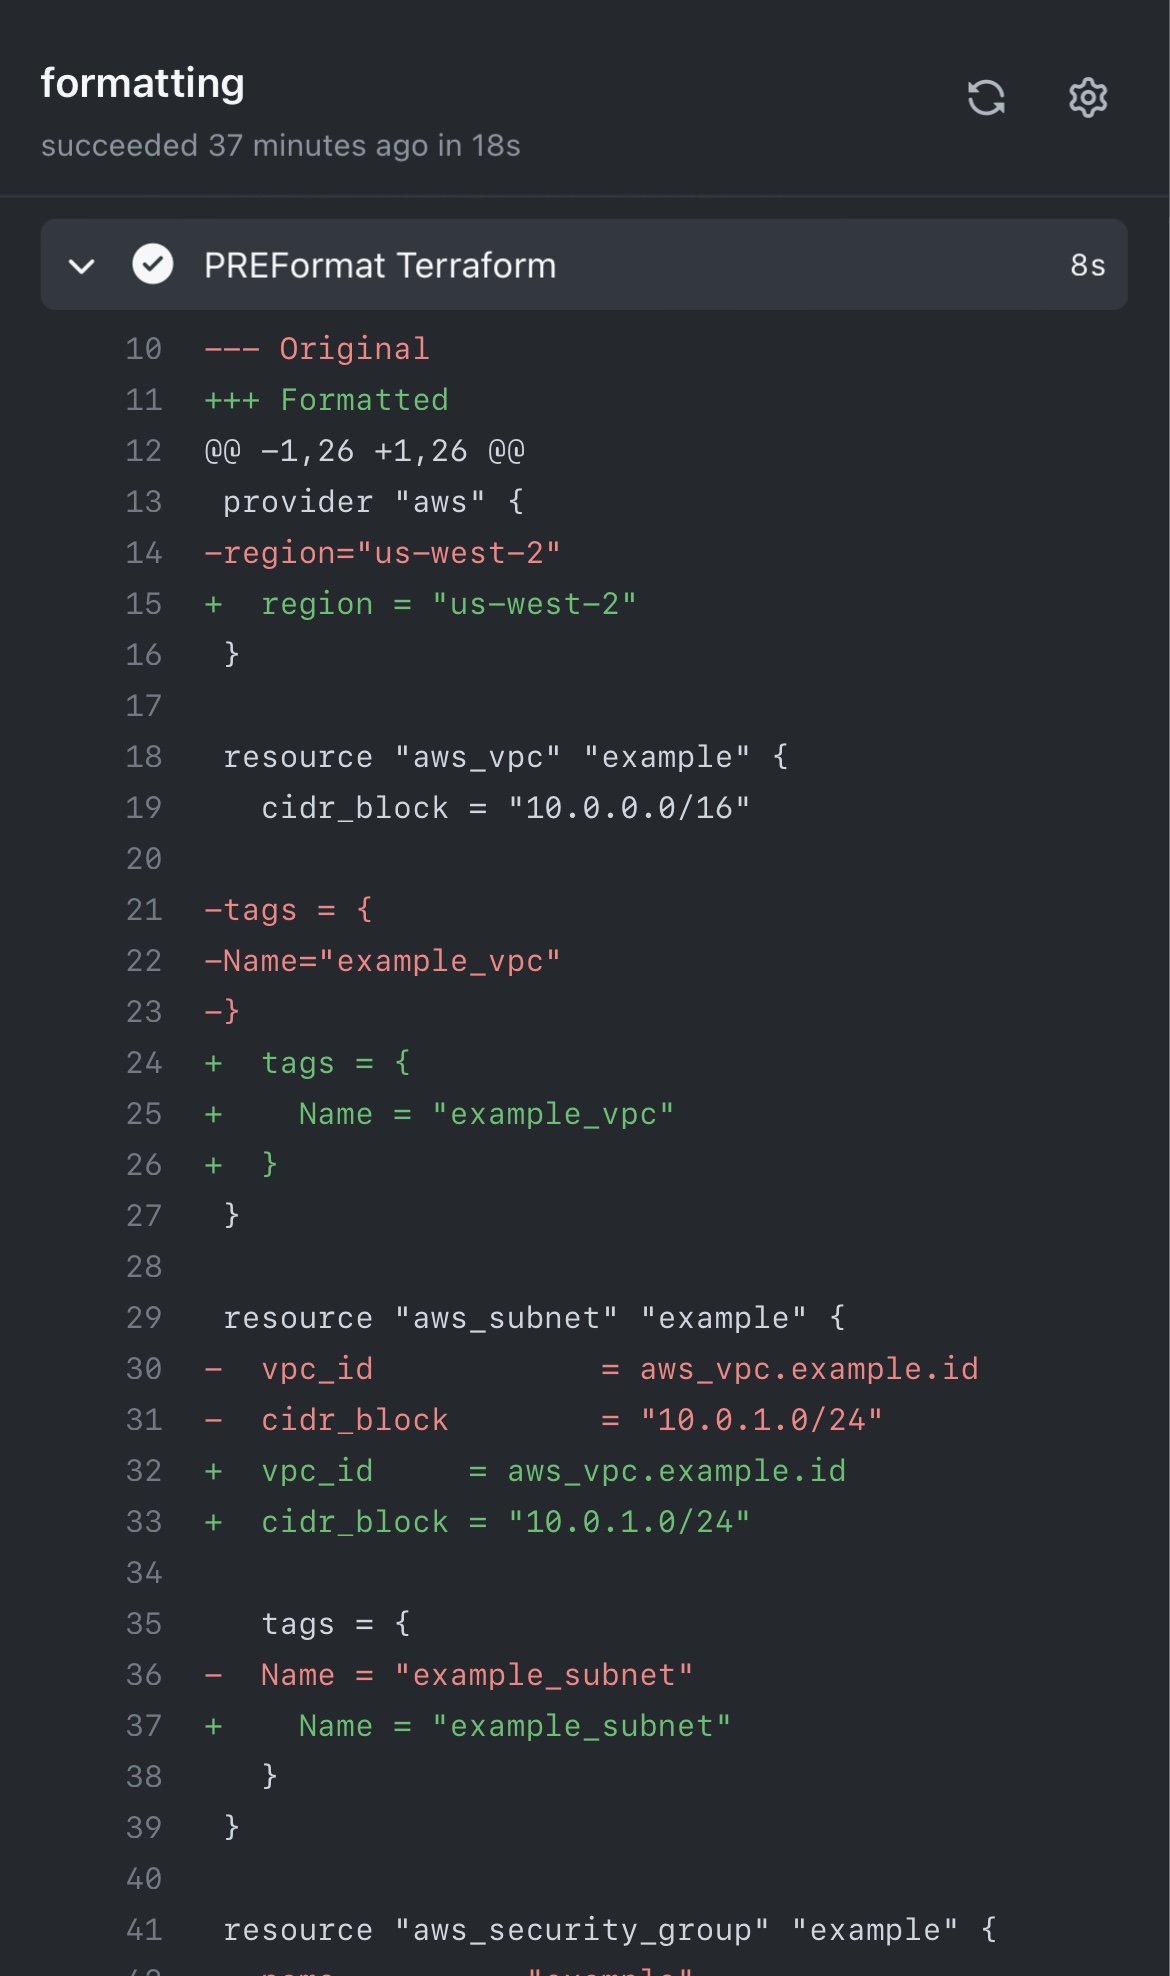 formatting
succeeded 37 minutes ago in 18s
PREFormat Terraform 8s
10 --- Original
11 +++ Formatted
12 @@ -1,26 +1,26 @@
13  provider "aws" {
14 -region="us-west-2"
15 +  region = "us-west-2"
16  }
17
18  resource "aws_vpc" "example" {
19    cidr_block = "10.0.0.0/16"
20
21 -tags = {
22 -Name="example_vpc"
23 -}
24 +  tags = {
25 +    Name = "example_vpc"
26 +  }
27  }
28
29  resource "aws_subnet" "example" {
30 -  vpc_id            = aws_vpc.example.id
31 -  cidr_block        = "10.0.1.0/24"
32 +  vpc_id     = aws_vpc.example.id
33 +  cidr_block = "10.0.1.0/24"
34
35    tags = {
36 -  Name = "example_subnet"
37 +    Name = "example_subnet"
38    }
39  }
40
41  resource "aws_security_group" "example" {